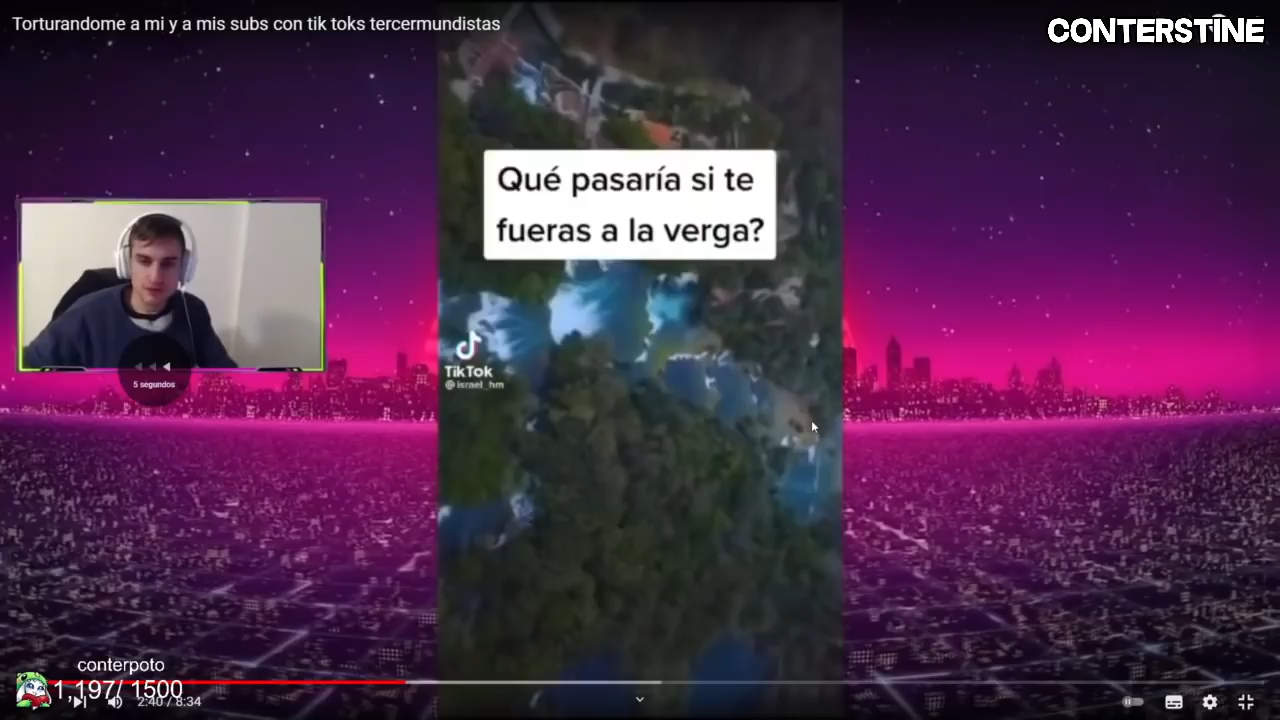 Torturandome a mi y a mis subs con tik toks tercermundistas
CONTERSTINE
Qué pasaría si te
fueras a la verga?
TikTok
@israel_hm
5 segundos
conterpoto
1,197/ 1500
2:40 / 8:34